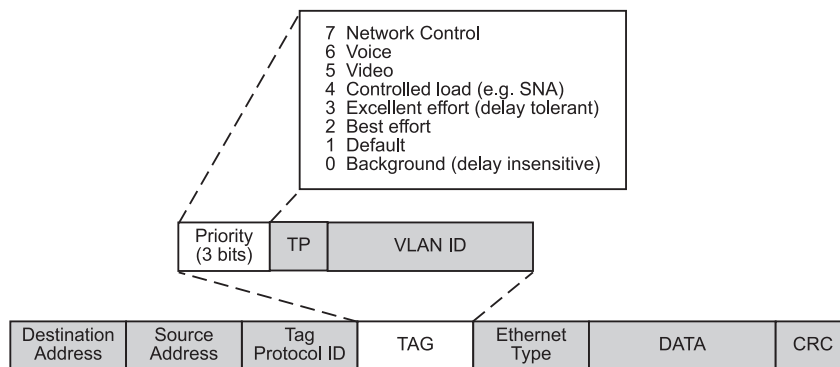 7 Network Control
6 Voice
5 Video
4 Controlled load (e.g. SNA)
3 Excellent effort (delay tolerant)
2 Best effort
1 Default
0 Background (delay insensitive)
Priority
(3 bits)
TP
VLAN ID
Destination
Address
Source
Address
Tag
Protocol ID
TAG
Ethernet
Type
DATA
CRC